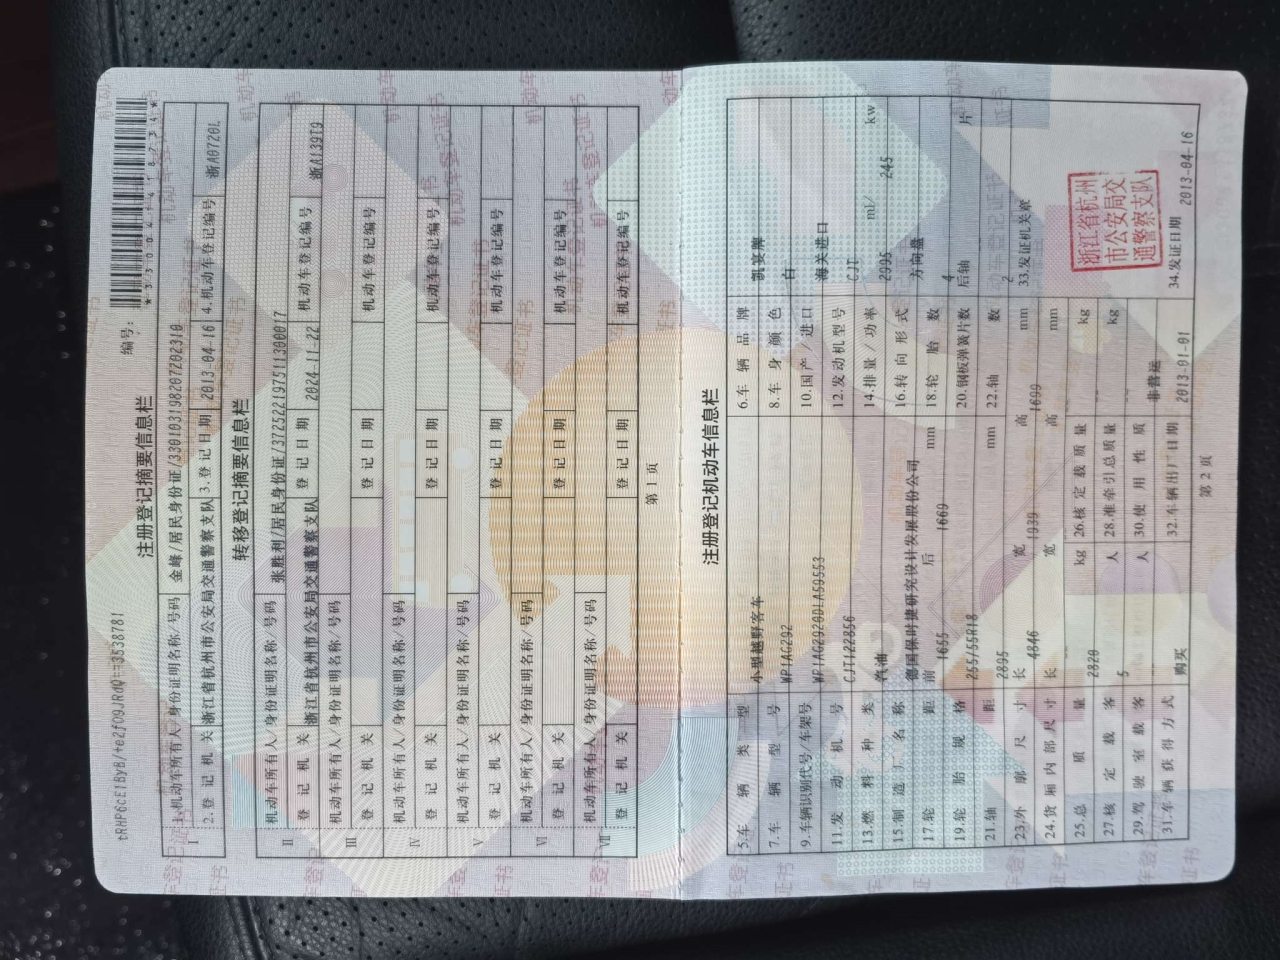 tRHP6cE1ByB/te2fO9JJRdQ==3538781
编号:
*330041418734*
注册登记摘要信息栏
I 1.机动车所有人/身份证明名称/号码 金峰/居民身份证/330103198207202310
2.登记机关 浙江省杭州市公安局交通警察支队 3.登记日期 2013-04-16 4.机动车登记编号 浙A0720L
转移登记摘要信息栏
II 机动车所有人/身份证明名称/号码 张胜利/居民身份证/372522197511300017
登记机关 浙江省杭州市公安局交通警察支队 登记日期 2024-11-22 机动车登记编号 浙A139T9
III 机动车所有人/身份证明名称/号码
登记机关 登记日期 机动车登记编号
IV 机动车所有人/身份证明名称/号码
登记机关 登记日期 机动车登记编号
V 机动车所有人/身份证明名称/号码
登记机关 登记日期 机动车登记编号
VI 机动车所有人/身份证明名称/号码
登记机关 登记日期 机动车登记编号
VII 机动车所有人/身份证明名称/号码
登记机关 登记日期 机动车登记编号
第 1 页
注册登记机动车信息栏
5.车辆类型 小型越野客车 6.车辆品牌 凯宴牌
7.车辆型号 WP1AG292 8.车身颜色 白
9.车辆识别代号/车架号 WP1AG2920DLA59553 10.国产/进口 海关进口
11.发动机号 CJT122856 12.发动机型号 CJT
13.燃料种类 汽油 14.排量/功率 2995 ml/ 245 kw
15.制造厂名称 德国保时捷研究设计发展股份公司 16.转向形式 方向盘
17.轮距 前 1655 后 1669 mm 18.轮胎数 4
19.轮胎规格 255/55R18 20.钢板弹簧片数 后轴 片
21.轴距 2895 mm 22.轴数 2
23.外廓尺寸 长 4846 宽 1939 高 1699 mm 33.发证机关章
24.货厢内部尺寸 长 宽 高 mm
25.总质量 2820 kg 26.核定载质量 kg
27.核定载客 5 人 28.准牵引总质量 kg
29.驾驶室载客 人 30.使用性质 非营运
31.车辆获得方式 购买 32.车辆出厂日期 2013-01-01 34.发证日期 2013-04-16
浙江省杭州
市公安局交
通警察支队
第 2 页